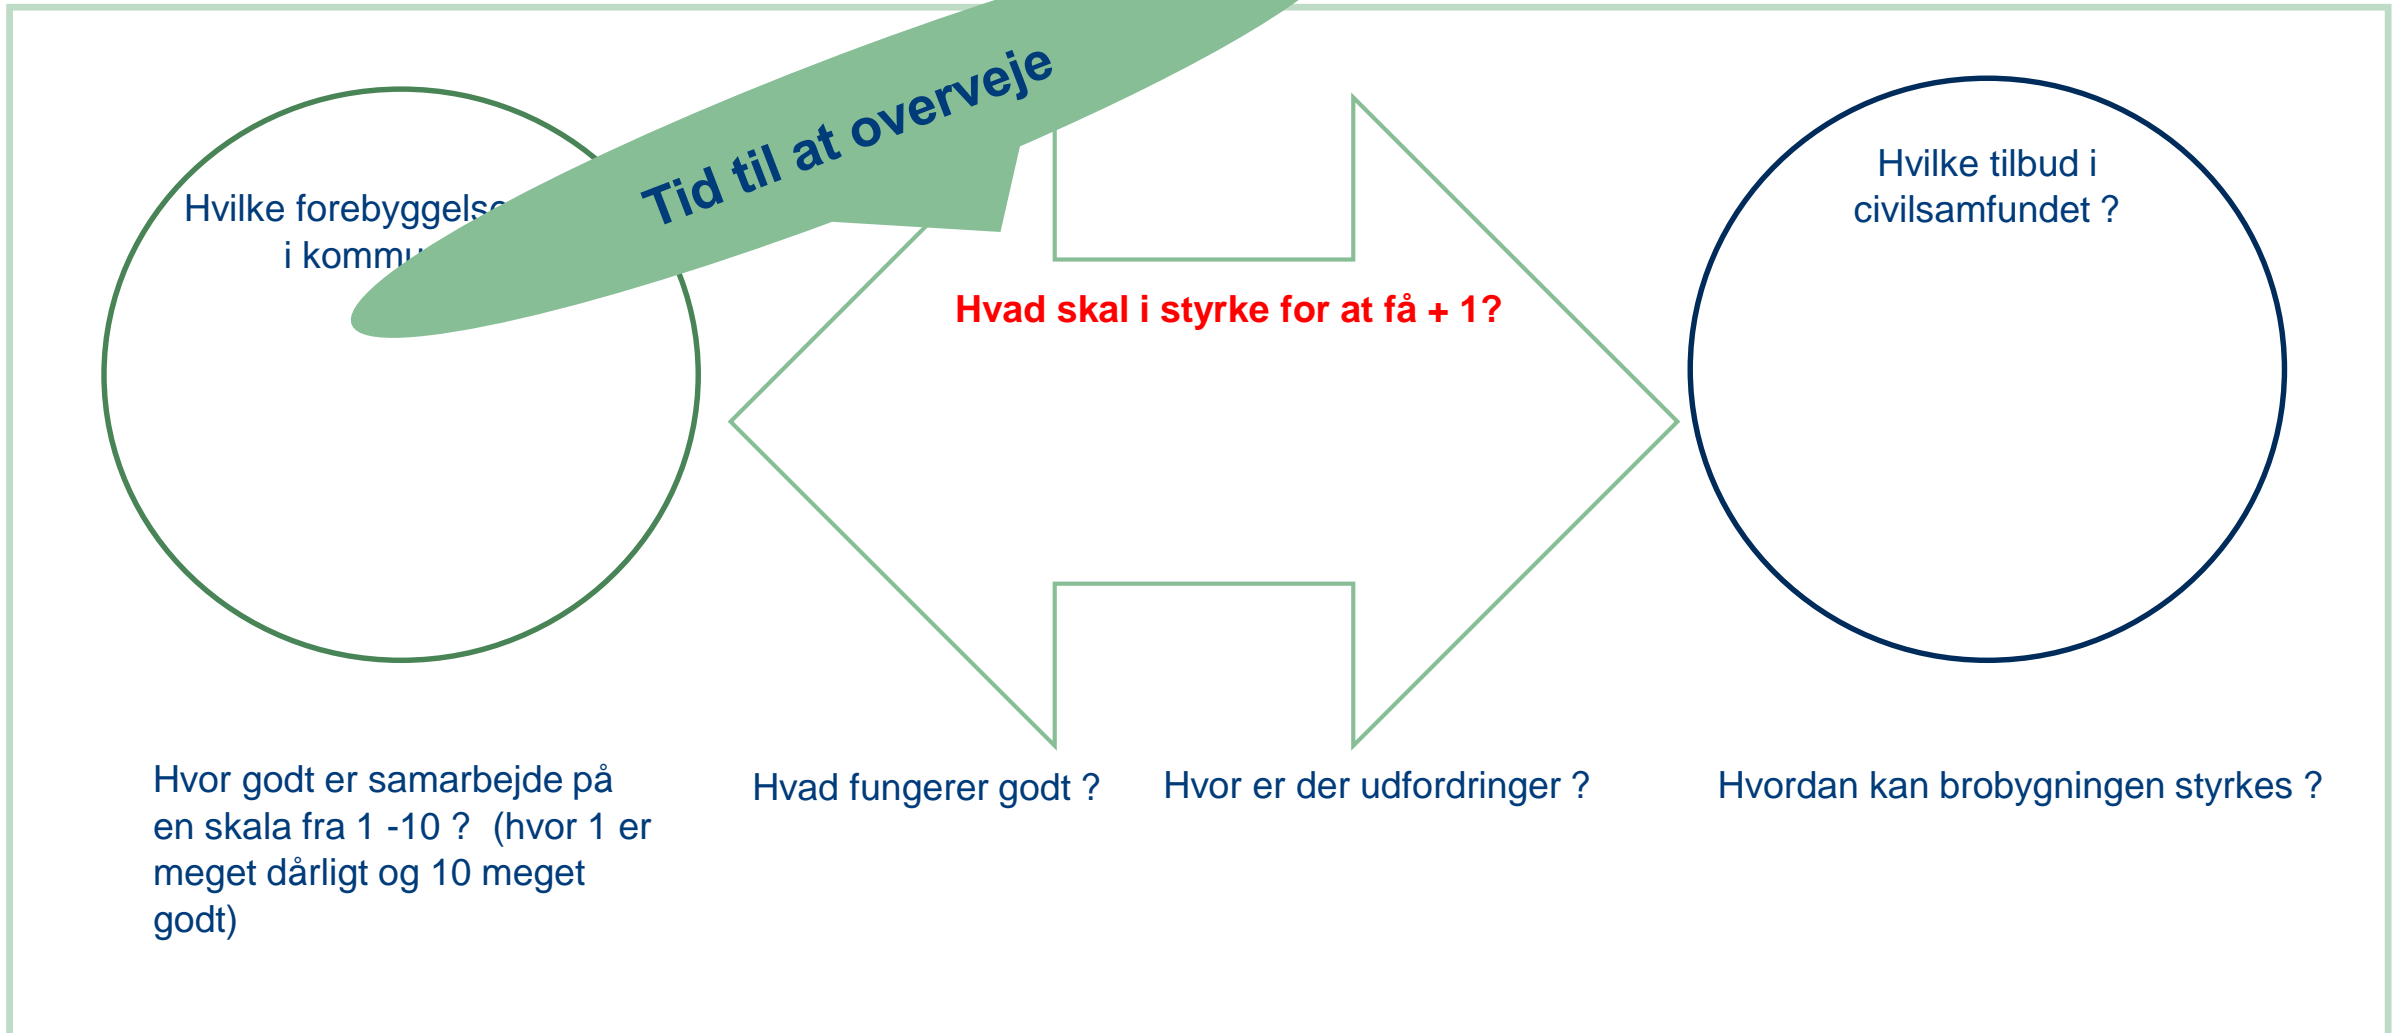 Tid til at overveje
Hvilke
i
Hvilke tilbud i
civilsamfundet ?
Hvad skal i styrke for at få + 1?
Hvor godt er samarbejde på
en skala fra 1 -10 ?  (hvor 1 er
meget dårligt og 10 meget
godt)
Hvad fungerer godt ?
Hvor er der udfordringer ?
Hvordan kan brobygningen styrkes ?